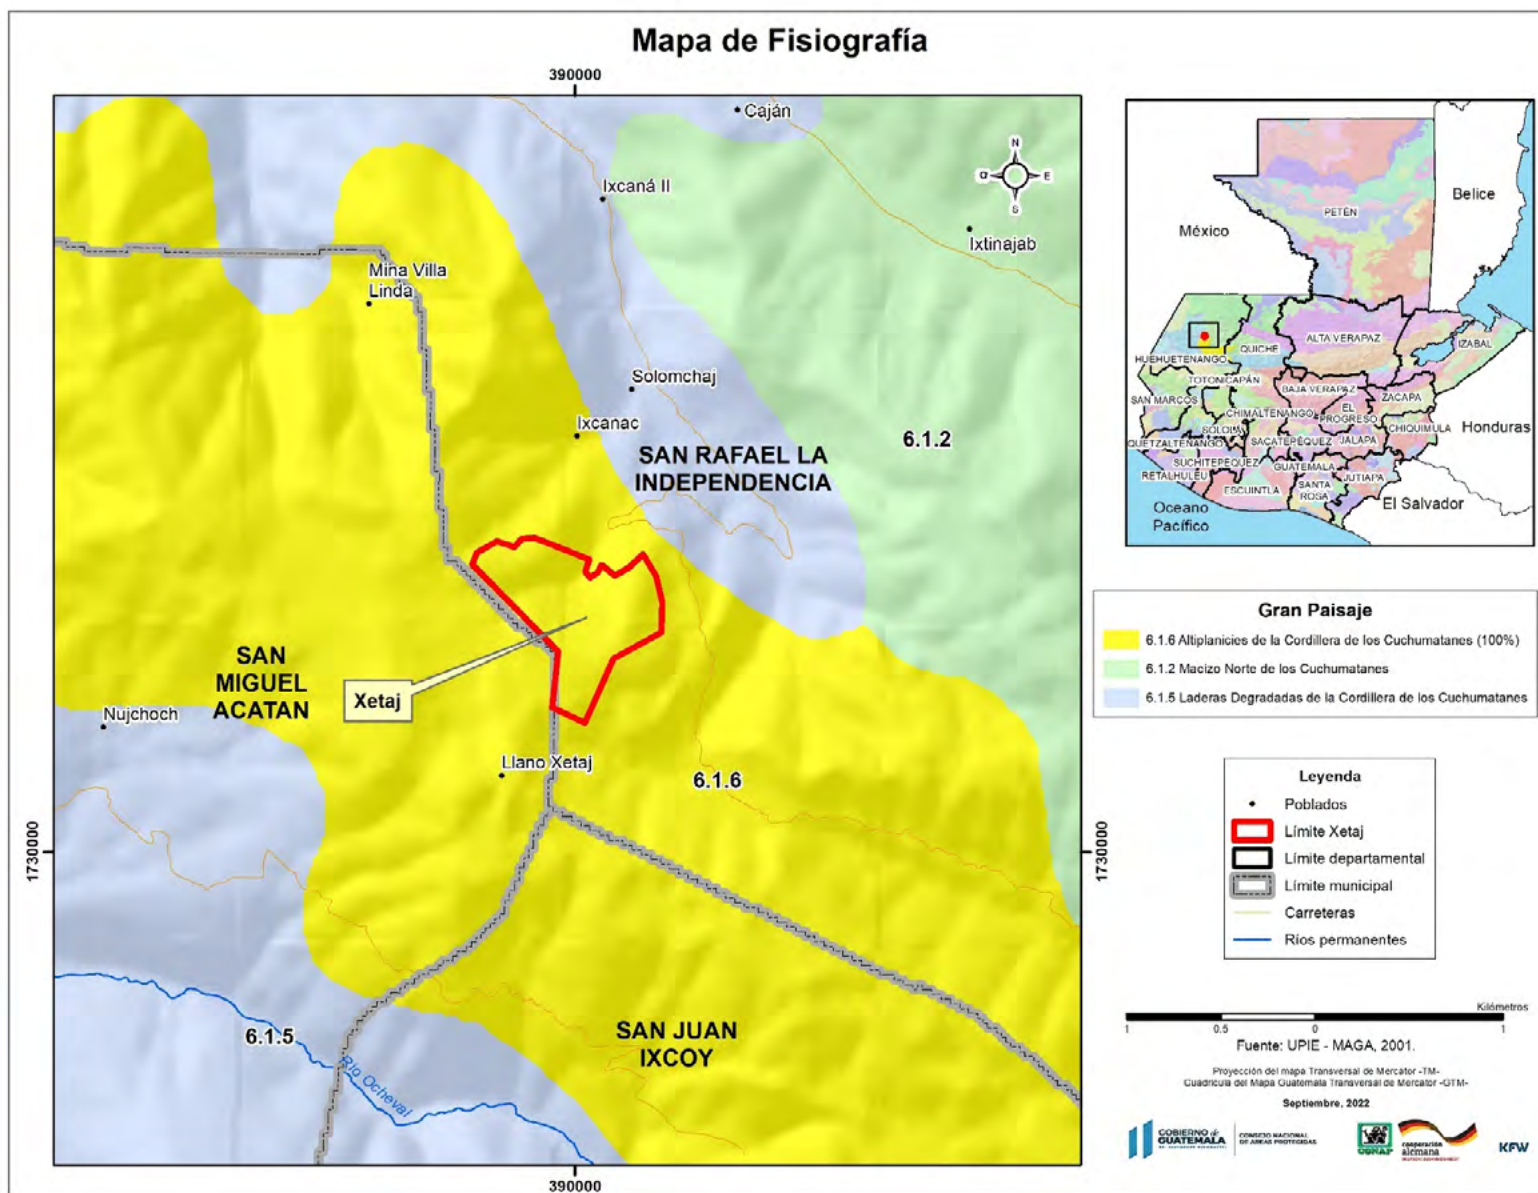 Mapa de Fisiografía
390000
Caján
Ixcaná II
N
O
E
S
Ixtinajab
Mina Villa
Linda
Solomchaj
Ixcanac
6.1.2
SAN RAFAEL LA
INDEPENDENCIA
SAN
MIGUEL
ACATAN
Xetaj
Nujchoch
Llano Xetaj
6.1.6
1730000
1730000
SAN JUAN
IXCOY
6.1.5
Río Ocheval
390000
Belice
México
PETÉN
ALTA VERAPAZ
IZABAL
QUICHE
HUEHUETENANGO
TOTONICAPÁN
BAJA VERAPAZ
ZACAPA
SAN MARCOS
EL
PROGRESO
CHIMALTENANGO
CHIQUIMULA
Honduras
SOLOLA
QUETZALTENANGO
SACATEPÉQUEZ
JALAPA
SUCHITEPÉQUEZ
GUATEMALA
RETALHULEU
JUTIAPA
ESCUINTLA
SANTA
ROSA
El Salvador
Oceano
Pacífico
Gran Paisaje
6.1.6 Altiplanicies de la Cordillera de los Cuchumatanes (100%)
6.1.2 Macizo Norte de los Cuchumatanes
6.1.5 Laderas Degradadas de la Cordillera de los Cuchumatanes
Leyenda
Poblados
Límite Xetaj
Límite departamental
Límite municipal
Carreteras
Ríos permanentes
Kilómetros
1 0.5 0 1
Fuente: UPIE - MAGA, 2001.
Proyección del mapa Transversal de Mercator -TM-
Cuadrícula del Mapa Guatemala Transversal de Mercator -GTM-
Septiembre, 2022
GOBIERNO de
GUATEMALA
CONSEJO NACIONAL
DE ÁREAS PROTEGIDAS
CONAP
cooperación
alemana
KFW